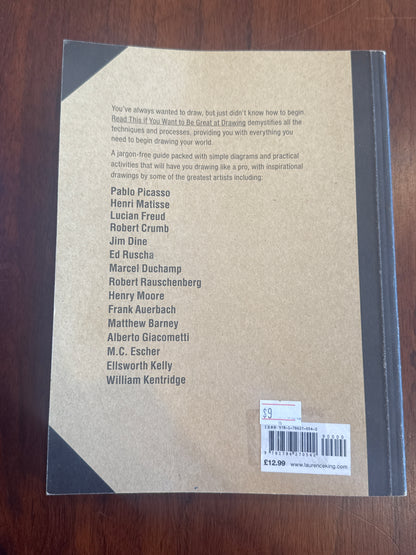 You've always wanted to draw, but just didn't know how to begin.
Read This if You Want to Be Great at Drawing demystifies all the
techniques and processes, providing you with everything you
need to begin drawing your world.
A jargon-free guide packed with simple diagrams and practical
activities that will have you drawing like a pro, with inspirational
drawings by some of the greatest artists including:
Pablo Picasso
Henri Matisse
Lucian Freud
Robert Crumb
Jim Dine
Ed Ruscha
Marcel Duchamp
Robert Rauschenberg
Henry Moore
Frank Auerbach
Matthew Barney
Alberto Giacometti
M.C. Escher
Ellsworth Kelly
William Kentridge
£12.99 www.laurenceking.com